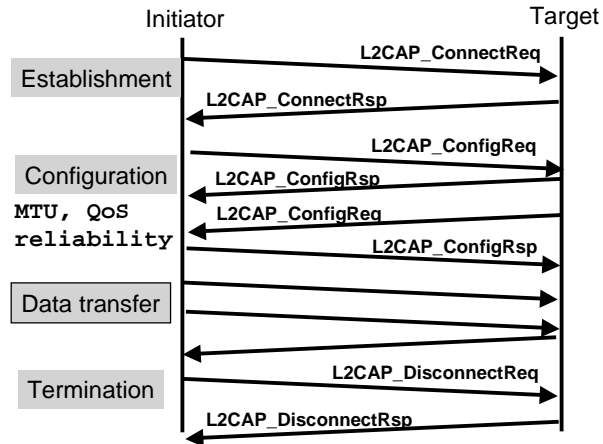 Initiator
Target
L2CAP_ConnectReq
Establishment
L2CAP_ConnectRsp
L2CAP_ConfigReq
Configuration
L2CAP_ConfigRsp
MTU, QoS
L2CAP_ConfigReq
reliability
L2CAP_ConfigRsp
Data transfer
L2CAP_DisconnectReq
Termination
L2CAP_DisconnectRsp